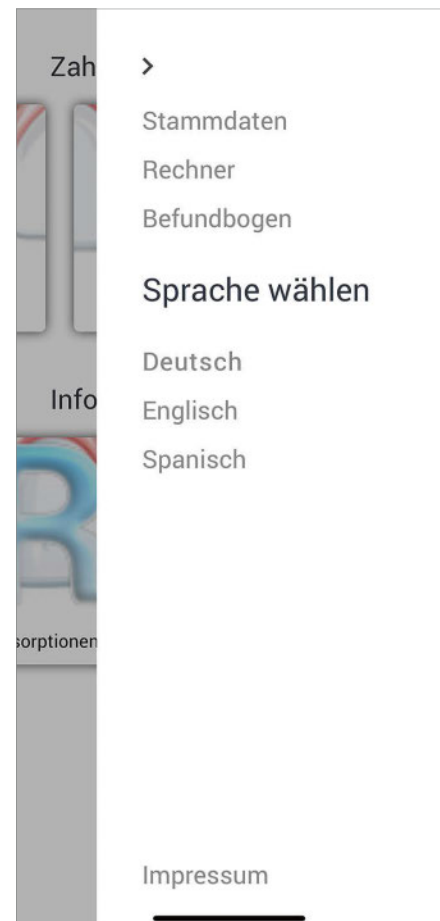 Zah
>
Stammdaten
Rechner
Befundbogen
Sprache wählen
Deutsch
Info
Englisch
Spanisch
R
sorptionen
Impressum